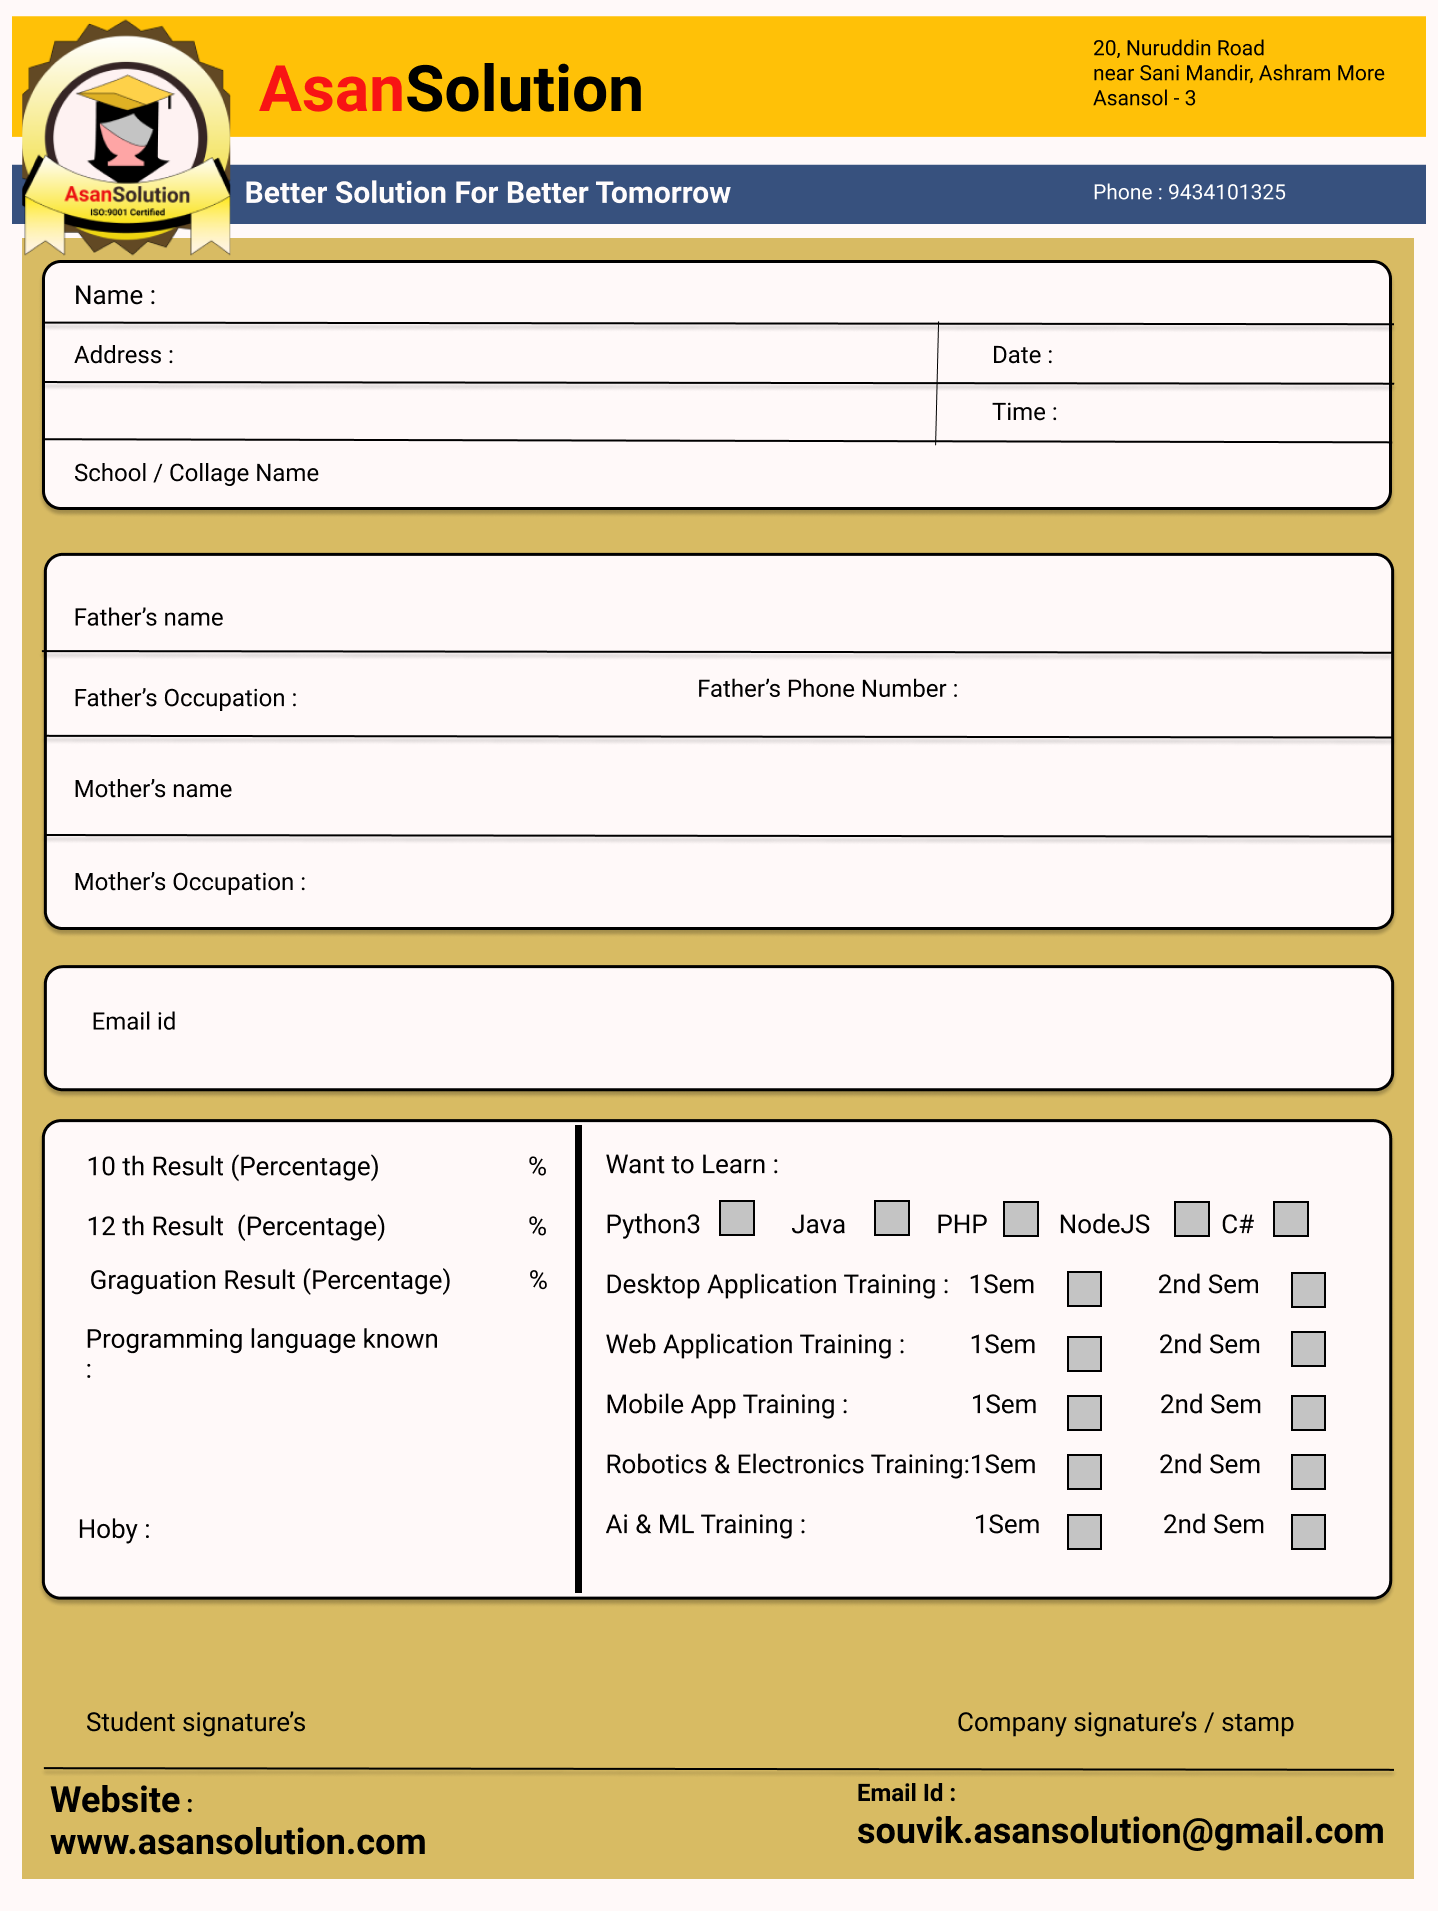 AsanSolution
20, Nuruddin Road
near Sani Mandir, Ashram More
Asansol - 3
AsanSolution
ISO:9001 Certified
Better Solution For Better Tomorrow
Phone : 9434101325
Name :
Address :
Date :
Time :
School / Collage Name
Father’s name
Father’s Occupation :
Father’s Phone Number :
Mother’s name
Mother’s Occupation :
Email id
10 th Result (Percentage) %
12 th Result  (Percentage) %
Graguation Result (Percentage) %
Programming language known
:
Hoby :
Want to Learn :
Python3 Java PHP NodeJS C#
Desktop Application Training : 1Sem 2nd Sem
Web Application Training : 1Sem 2nd Sem
Mobile App Training : 1Sem 2nd Sem
Robotics & Electronics Training:1Sem 2nd Sem
Ai & ML Training : 1Sem 2nd Sem
Student signature’s
Company signature’s / stamp
Website :
www.asansolution.com
Email Id :
souvik.asansolution@gmail.com